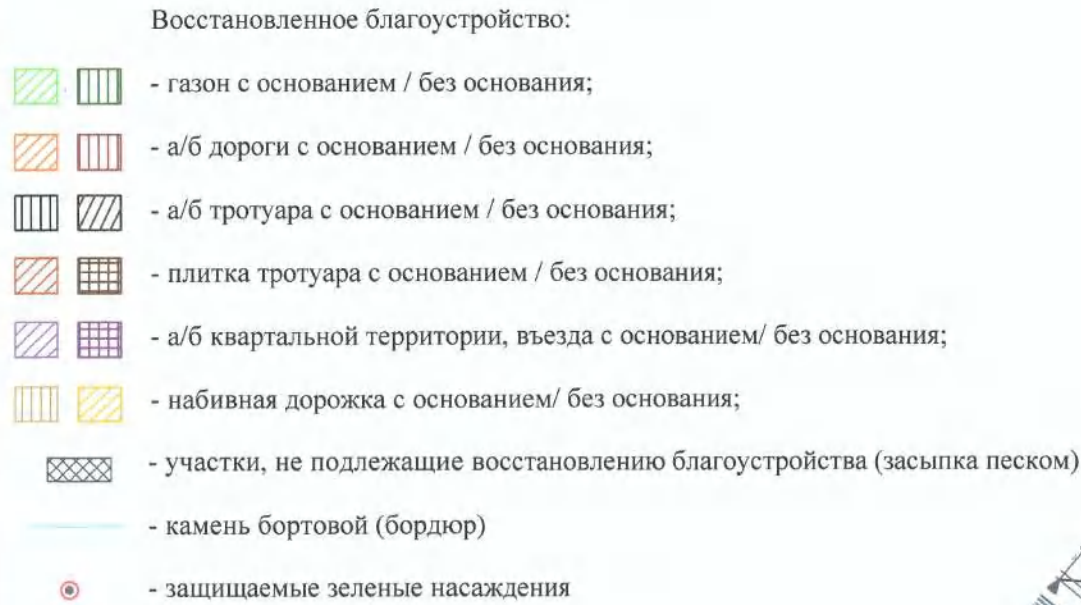 Восстановленное благоустройство:
- газон с основанием / без основания;
- а/б дороги с основанием / без основания;
- а/б тротуара с основанием / без основания;
- плитка тротуара с основанием / без основания;
- а/б квартальной территории, въезда с основанием/ без основания;
- набивная дорожка с основанием/ без основания;
- участки, не подлежащие восстановлению благоустройства (засыпка песком)
- камень бортовой (бордюр)
- защищаемые зеленые насаждения